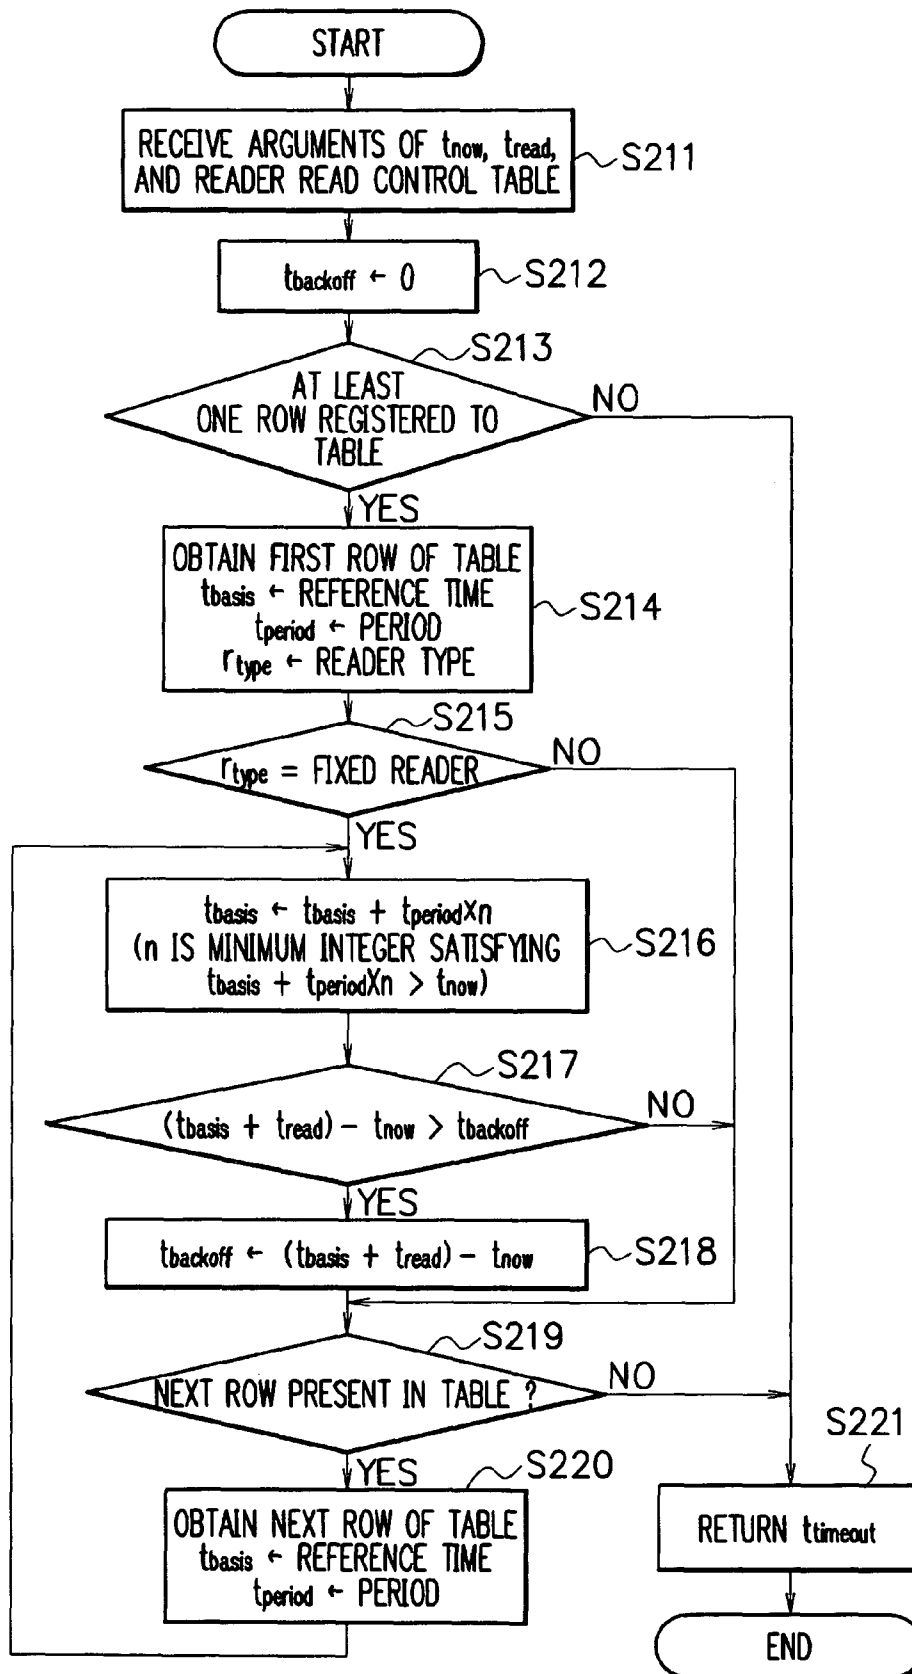 START
RECEIVE ARGUMENTS OF tnow, tread,
AND READER READ CONTROL TABLE
S211
tbackoff ← 0
S212
S213
AT LEAST
ONE ROW REGISTERED TO
TABLE
NO
YES
OBTAIN FIRST ROW OF TABLE
tbasis ← REFERENCE TIME
tperiod ← PERIOD
rtype ← READER TYPE
S214
S215
rtype = FIXED READER
NO
YES
tbasis ← tbasis + tperiodXn
(n IS MINIMUM INTEGER SATISFYING
tbasis + tperiodXn > tnow)
S216
S217
(tbasis + tread) - tnow > tbackoff
NO
YES
tbackoff ← (tbasis + tread) - tnow
S218
S219
NEXT ROW PRESENT IN TABLE ?
NO
YES
S220
OBTAIN NEXT ROW OF TABLE
tbasis ← REFERENCE TIME
tperiod ← PERIOD
S221
RETURN ttimeout
END